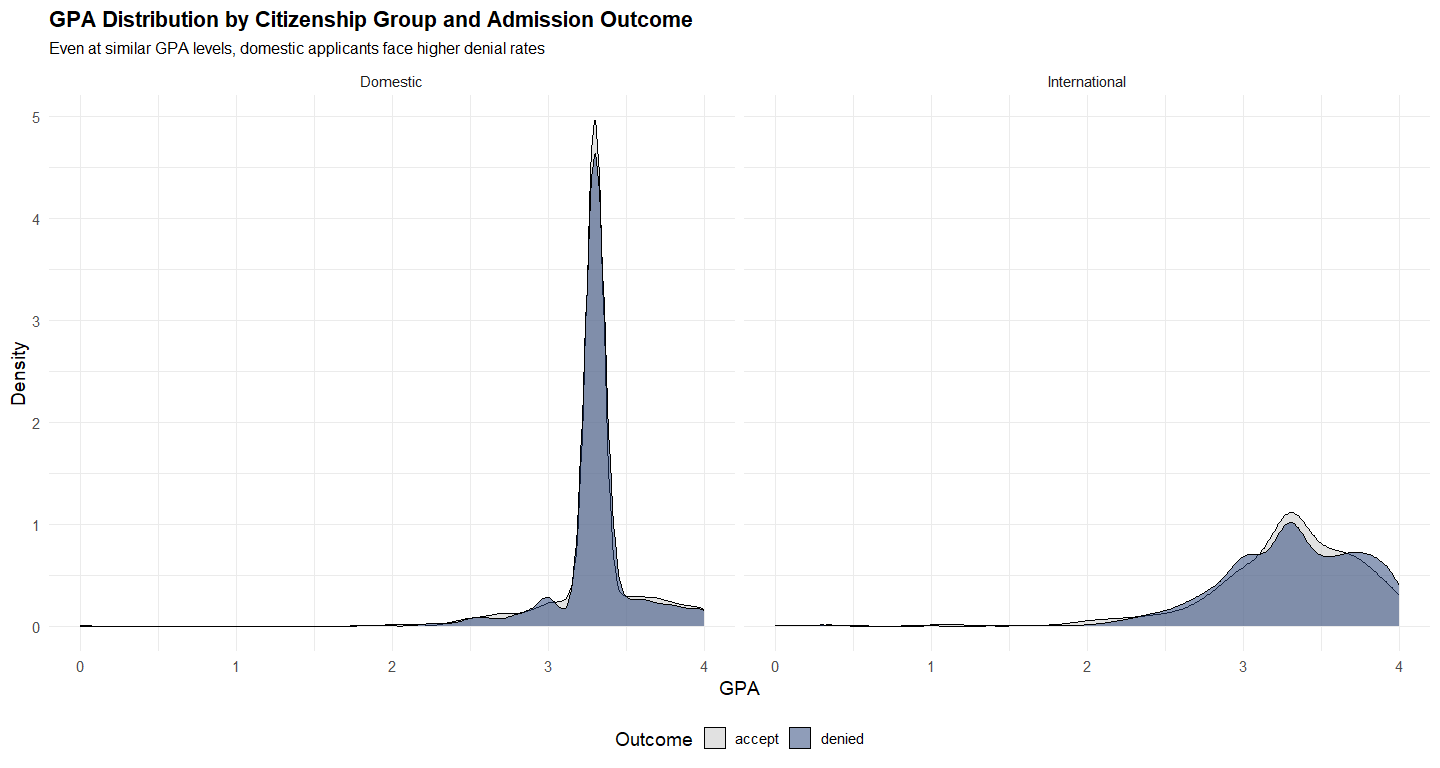 GPA Distribution by Citizenship Group and Admission Outcome
Even at similar GPA levels, domestic applicants face higher denial rates
Domestic
International
5
4
3
2
1
0
Density
0 1 2 3 4
0 1 2 3 4
GPA
Outcome accept denied